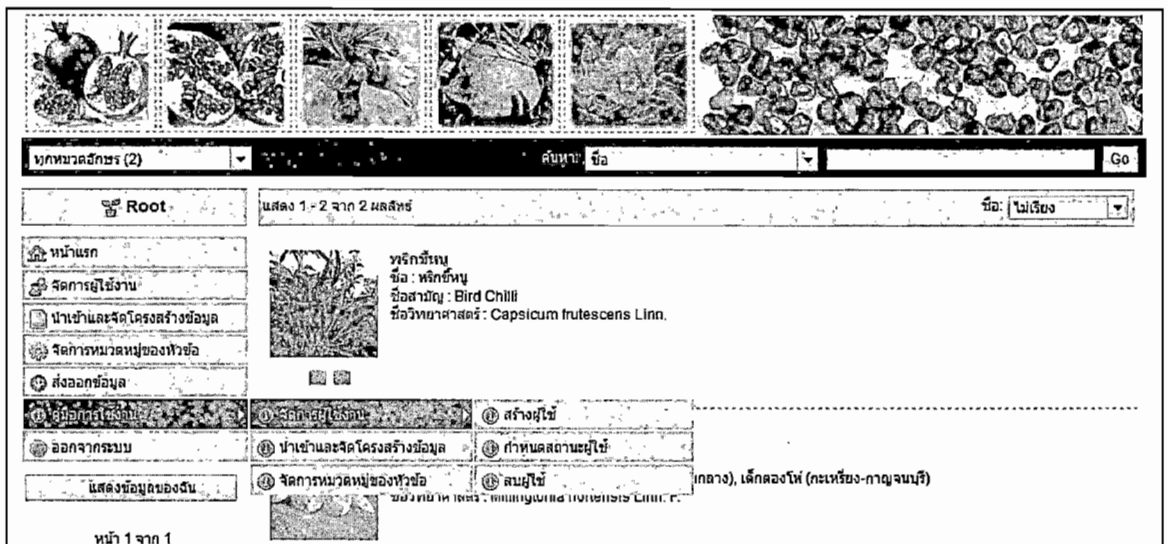 ทุกหมวดอักษร (2)
ค้นหา: ชื่อ
Go
Root
แสดง 1 - 2 จาก 2 ผลลัพธ์
ชื่อ: ไม่เรียง
หน้าแรก
จัดการผู้ใช้งาน
นำเข้าและจัดโครงสร้างข้อมูล
จัดการหมวดหมู่ของหัวข้อ
ส่งออกข้อมูล
คู่มือการใช้งาน
ออกจากระบบ
แสดงข้อมูลของฉัน
หน้า 1 จาก 1
พริกขี้หนู
ชื่อ : พริกขี้หนู
ชื่อสามัญ : Bird Chilli
ชื่อวิทยาศาสตร์ : Capsicum frutescens Linn.
จัดการผู้ใช้งาน
นำเข้าและจัดโครงสร้างข้อมูล
จัดการหมวดหมู่ของหัวข้อ
สร้างผู้ใช้
กำหนดสถานะผู้ใช้
ลบผู้ใช้
กลาง), เด็กตองโพ่ (กะเหรี่ยง-กาญจนบุรี)
ชื่อวิทยาศาสตร์ : Millingtonia hortensis Linn. F.